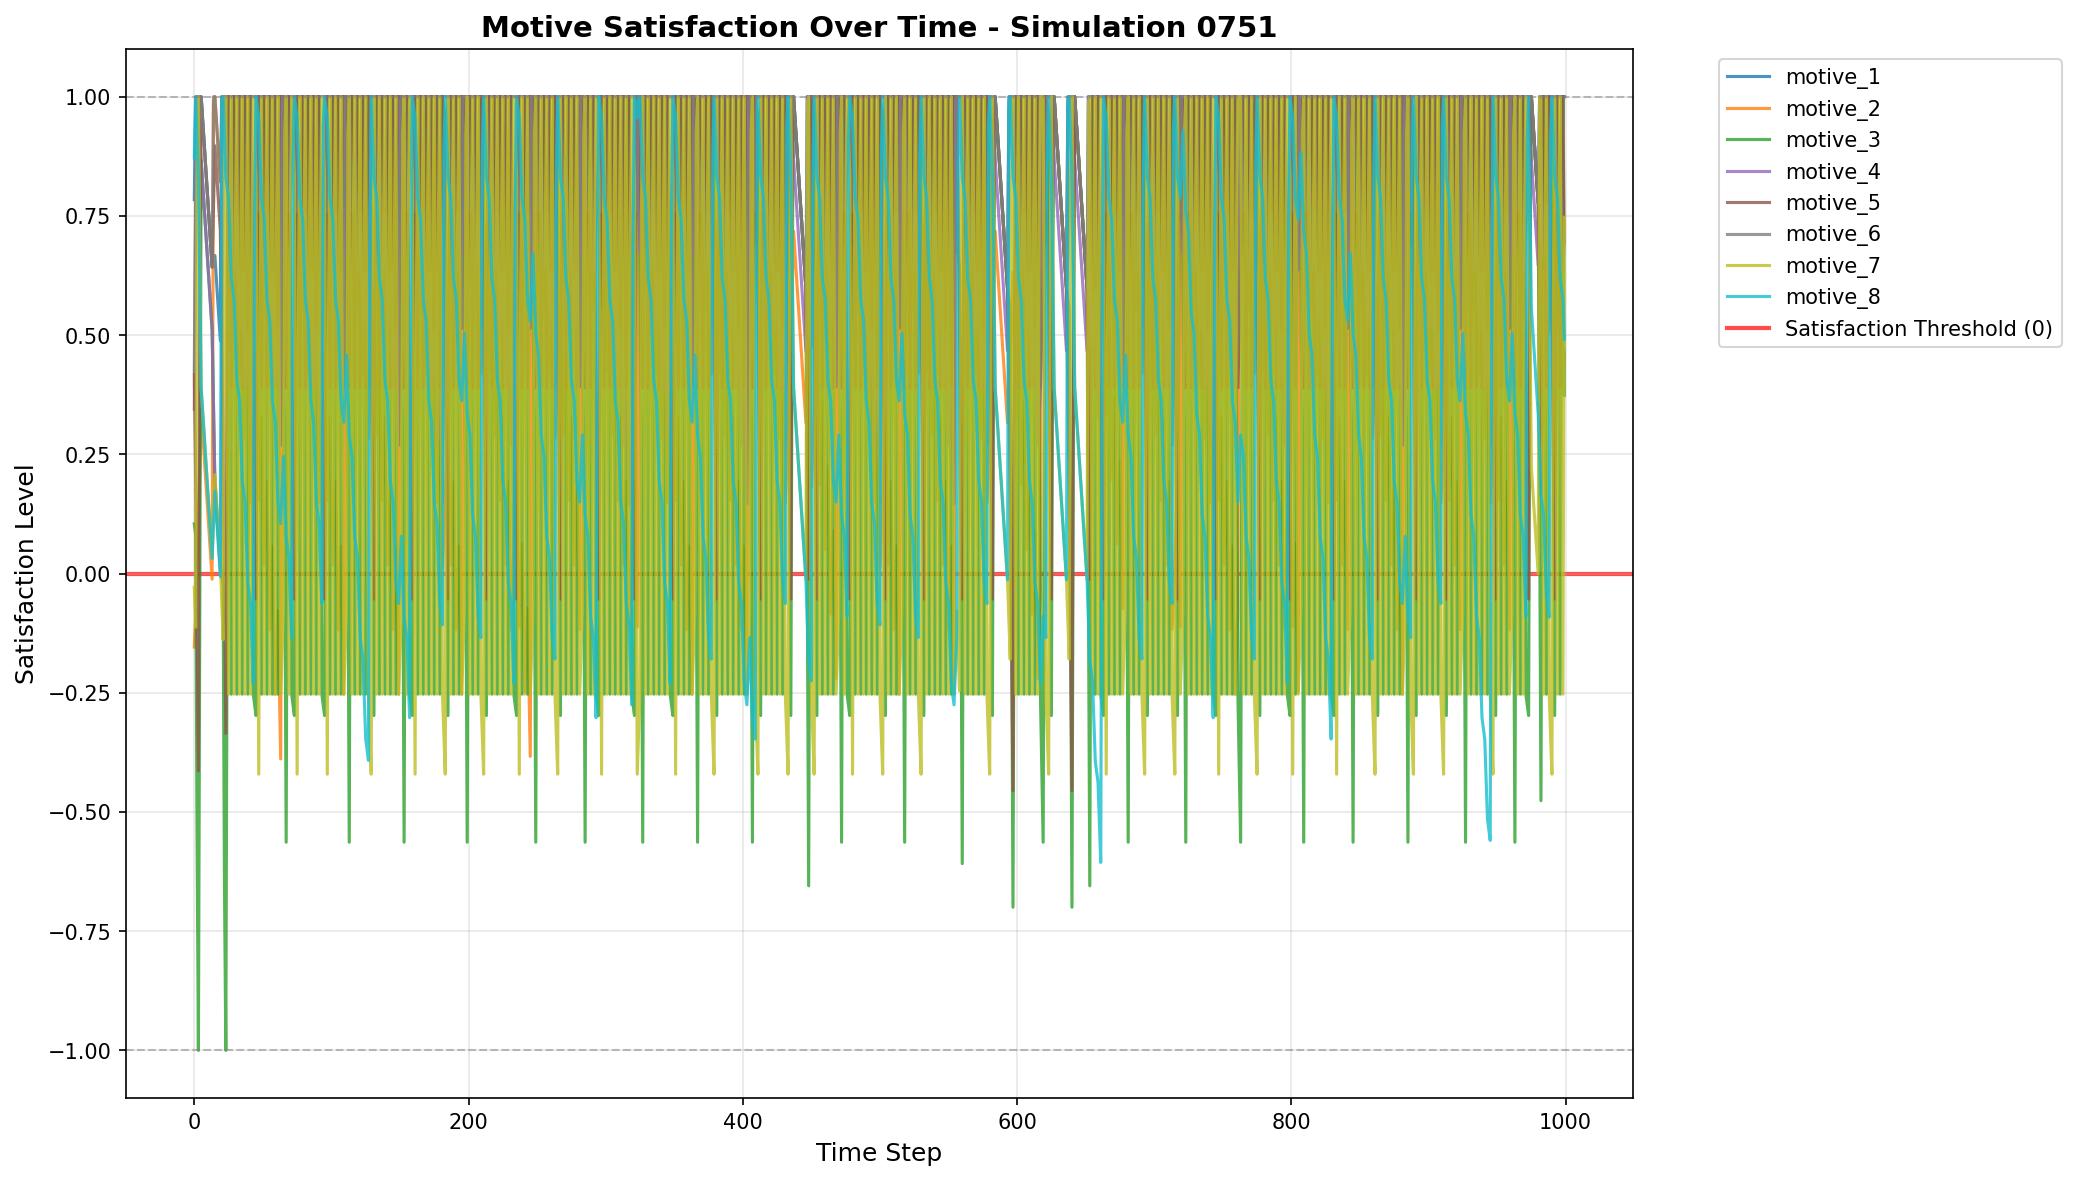 Motive Satisfaction Over Time - Simulation 0751
Satisfaction Level
1.00
0.75
0.50
0.25
0.00
−0.25
−0.50
−0.75
−1.00
0
200
400
600
800
1000
Time Step
motive_1
motive_2
motive_3
motive_4
motive_5
motive_6
motive_7
motive_8
Satisfaction Threshold (0)